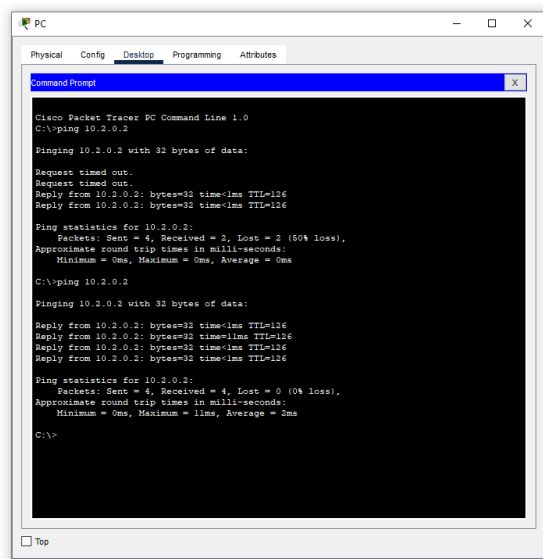 PC
Physical Config Desktop Programming Attributes
Command Prompt
X
Cisco Packet Tracer PC Command Line 1.0
C:\>ping 10.2.0.2
Pinging 10.2.0.2 with 32 bytes of data:
Request timed out.
Request timed out.
Reply from 10.2.0.2: bytes=32 time<1ms TTL=126
Reply from 10.2.0.2: bytes=32 time<1ms TTL=126
Ping statistics for 10.2.0.2:
Packets: Sent = 4, Received = 2, Lost = 2 (50% loss),
Approximate round trip times in milli-seconds:
Minimum = 0ms, Maximum = 0ms, Average = 0ms
C:\>ping 10.2.0.2
Pinging 10.2.0.2 with 32 bytes of data:
Reply from 10.2.0.2: bytes=32 time<1ms TTL=126
Reply from 10.2.0.2: bytes=32 time=11ms TTL=126
Reply from 10.2.0.2: bytes=32 time<1ms TTL=126
Reply from 10.2.0.2: bytes=32 time<1ms TTL=126
Ping statistics for 10.2.0.2:
Packets: Sent = 4, Received = 4, Lost = 0 (0% loss),
Approximate round trip times in milli-seconds:
Minimum = 0ms, Maximum = 11ms, Average = 2ms
C:\>
Top